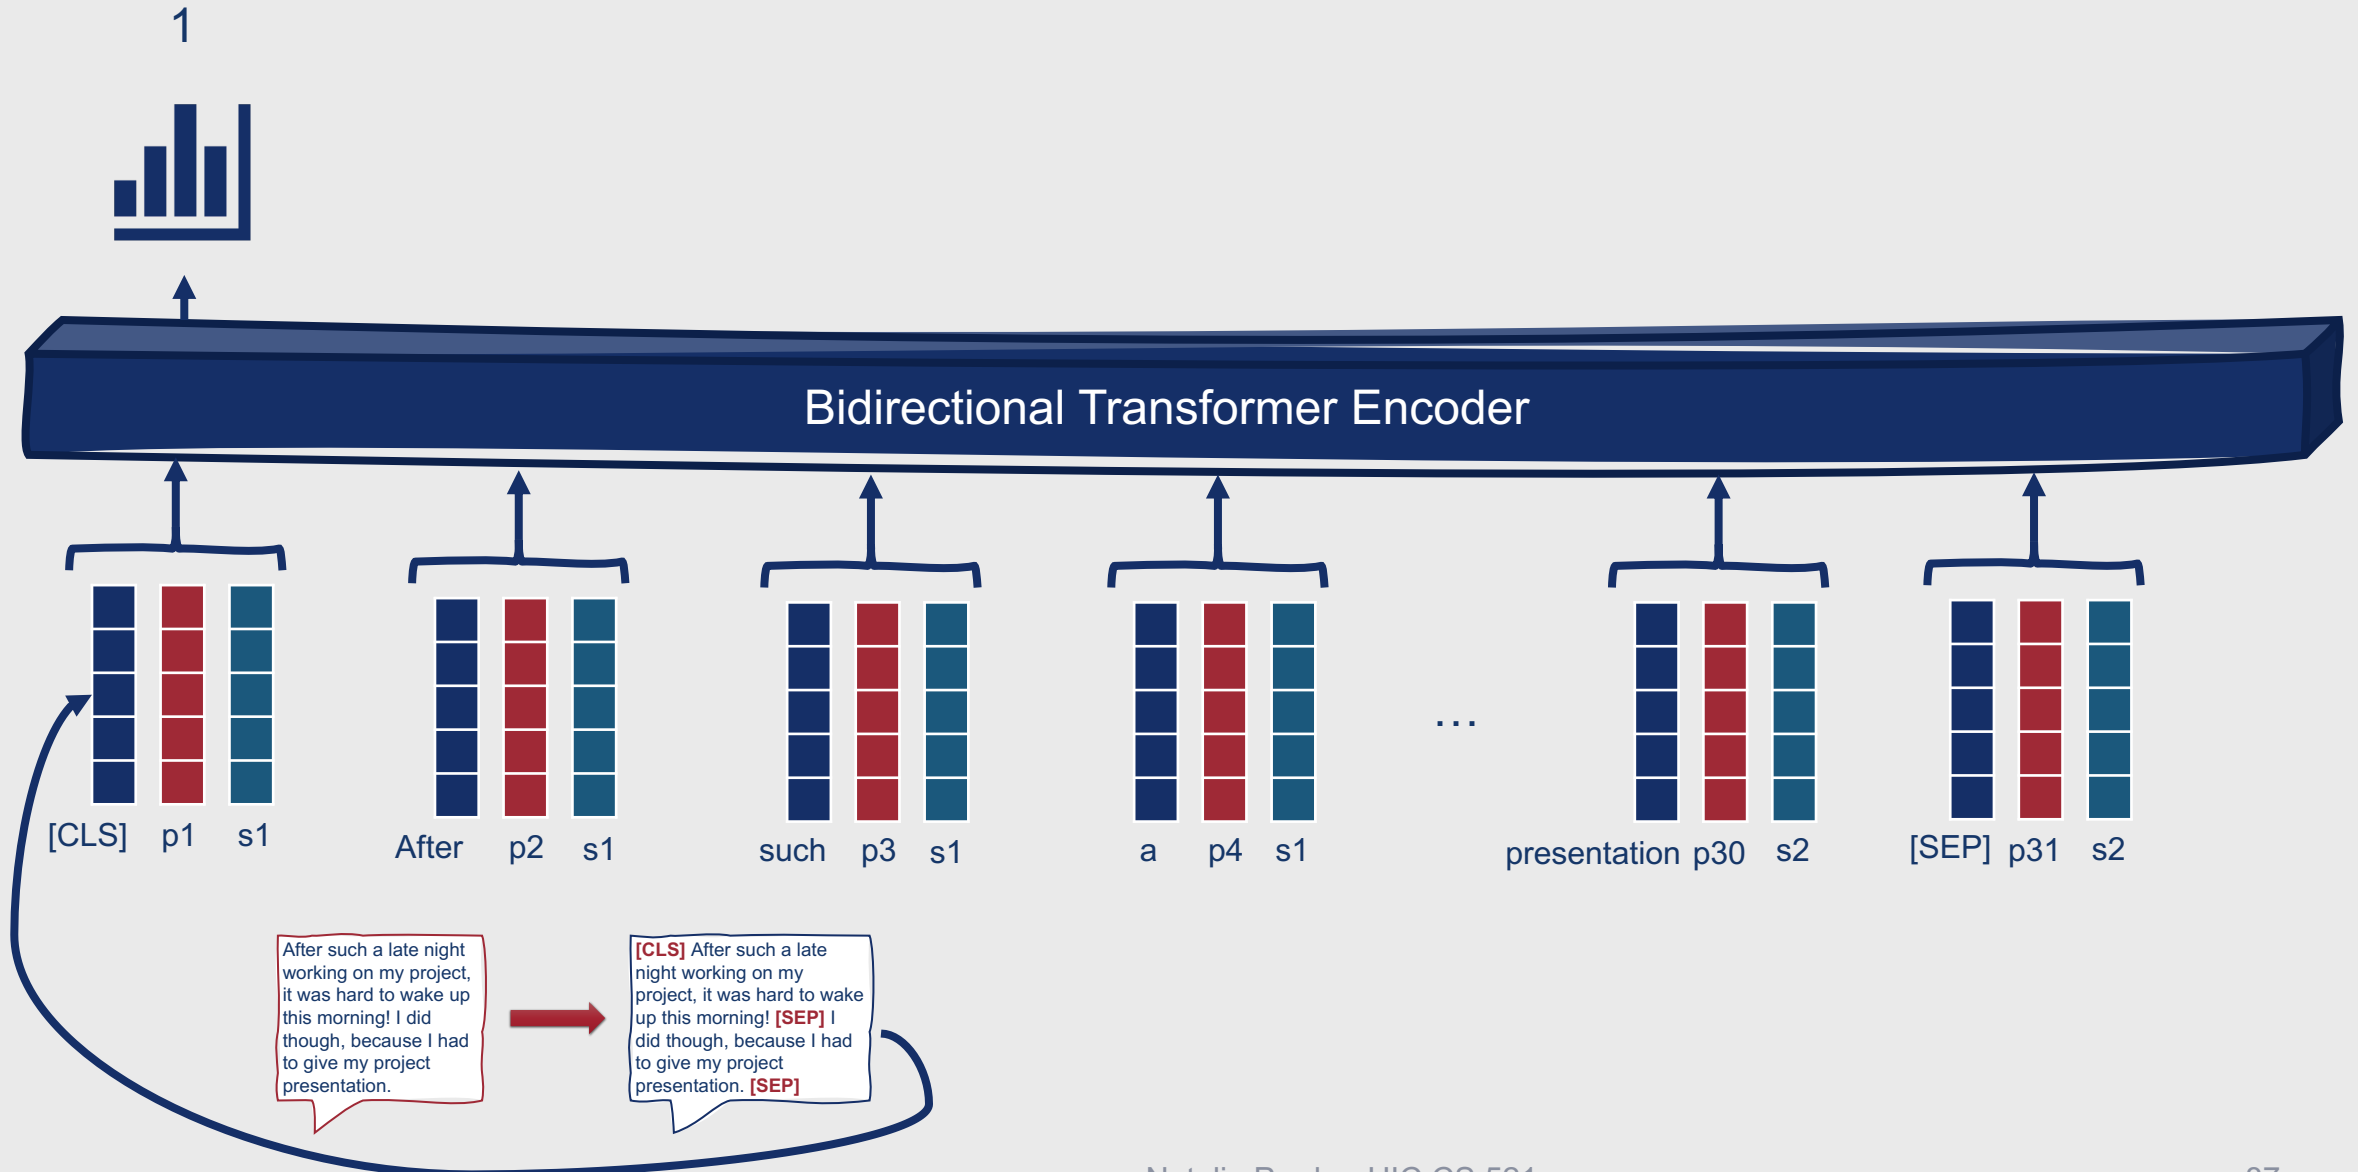 1
Bidirectional Transformer Encoder
[CLS] p1 s1 After p2 s1 such p3 s1 a p4 s1 … presentation p30 s2 [SEP] p31 s2
After such a late night
working on my project,
it was hard to wake up
this morning! I did
though, because I had
to give my project
presentation.
[CLS] After such a late
night working on my
project, it was hard to wake
up this morning! [SEP] I
did though, because I had
to give my project
presentation. [SEP]